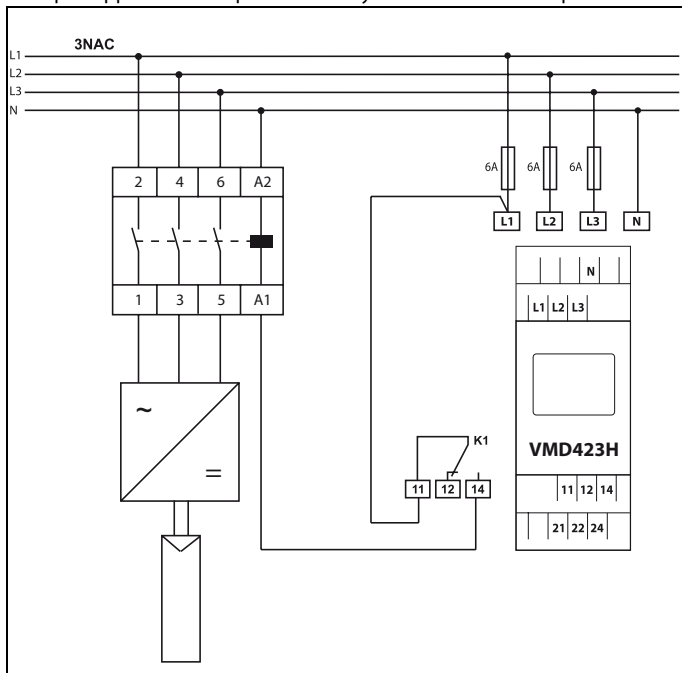 3NAC
L1
L2
L3
N
6A 6A 6A
2 4 6 A2
L1 L2 L3 N
N
1 3 5 A1
L1 L2 L3
~
=
K1
VMD423H
11 12 14
11 12 14
21 22 24